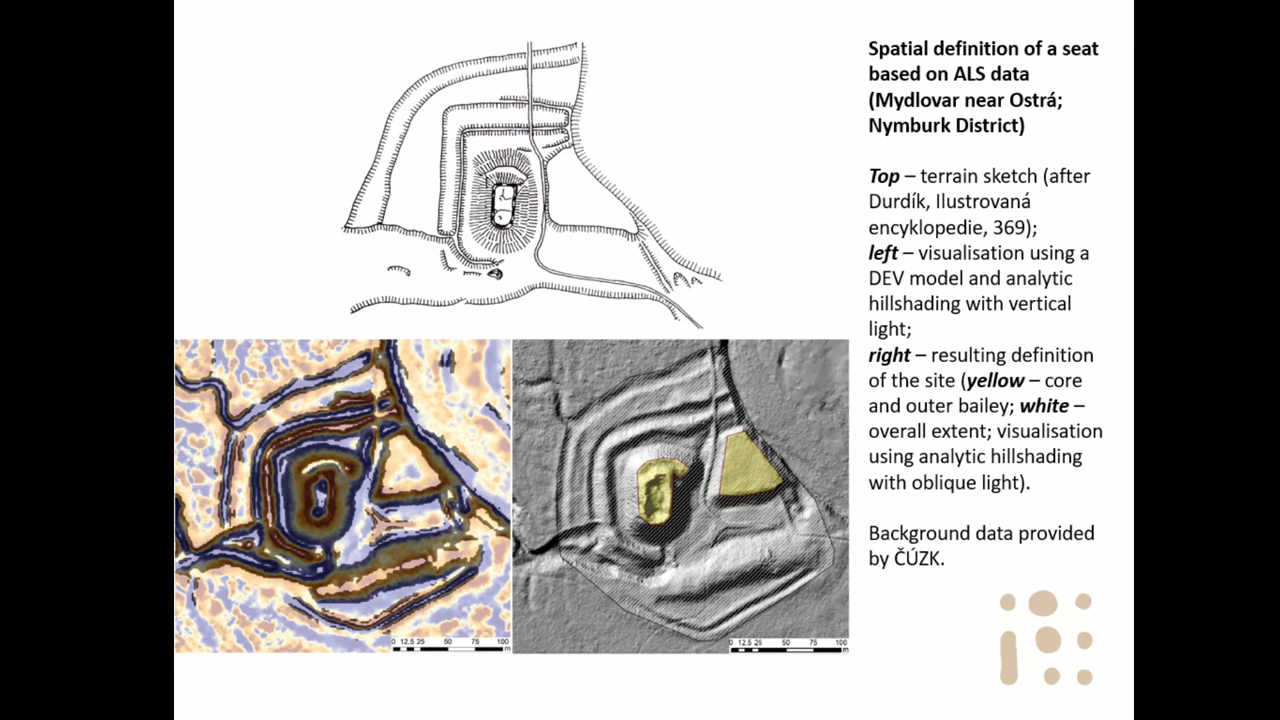 Spatial definition of a seat
based on ALS data
(Mydlovar near Ostrá;
Nymburk District)
Top – terrain sketch (after
Durdík, Ilustrovaná
encyklopedie, 369);
left – visualisation using a
DEV model and analytic
hillshading with vertical
light;
right – resulting definition
of the site (yellow – core
and outer bailey; white –
overall extent; visualisation
using analytic hillshading
with oblique light).
Background data provided
by ČÚZK.
0 12,5 25 50 75 100
m
0 12,5 25 50 75 100
m